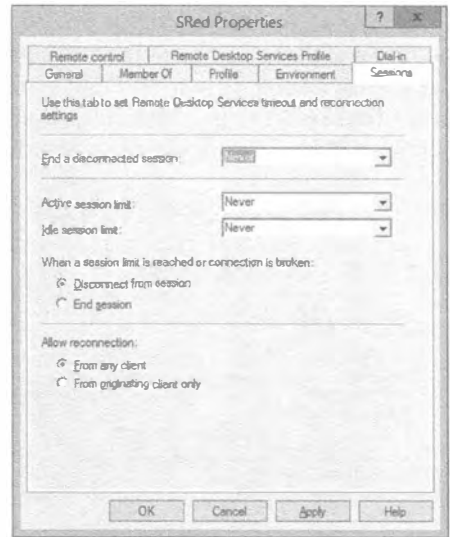 SRed Properties
? x
Remote control Remote Desktop Services Profile Dial-in
General Member Of Profile Environment Sessions
Use this tab to set Remote Desktop Services timeout and reconnection
settings
End a disconnected session: Never
Active session limit: Never
Idle session limit: Never
When a session limit is reached or connection is broken:
Disconnect from session
End session
Allow reconnection:
From any client
From originating client only
OK Cancel Apply Help